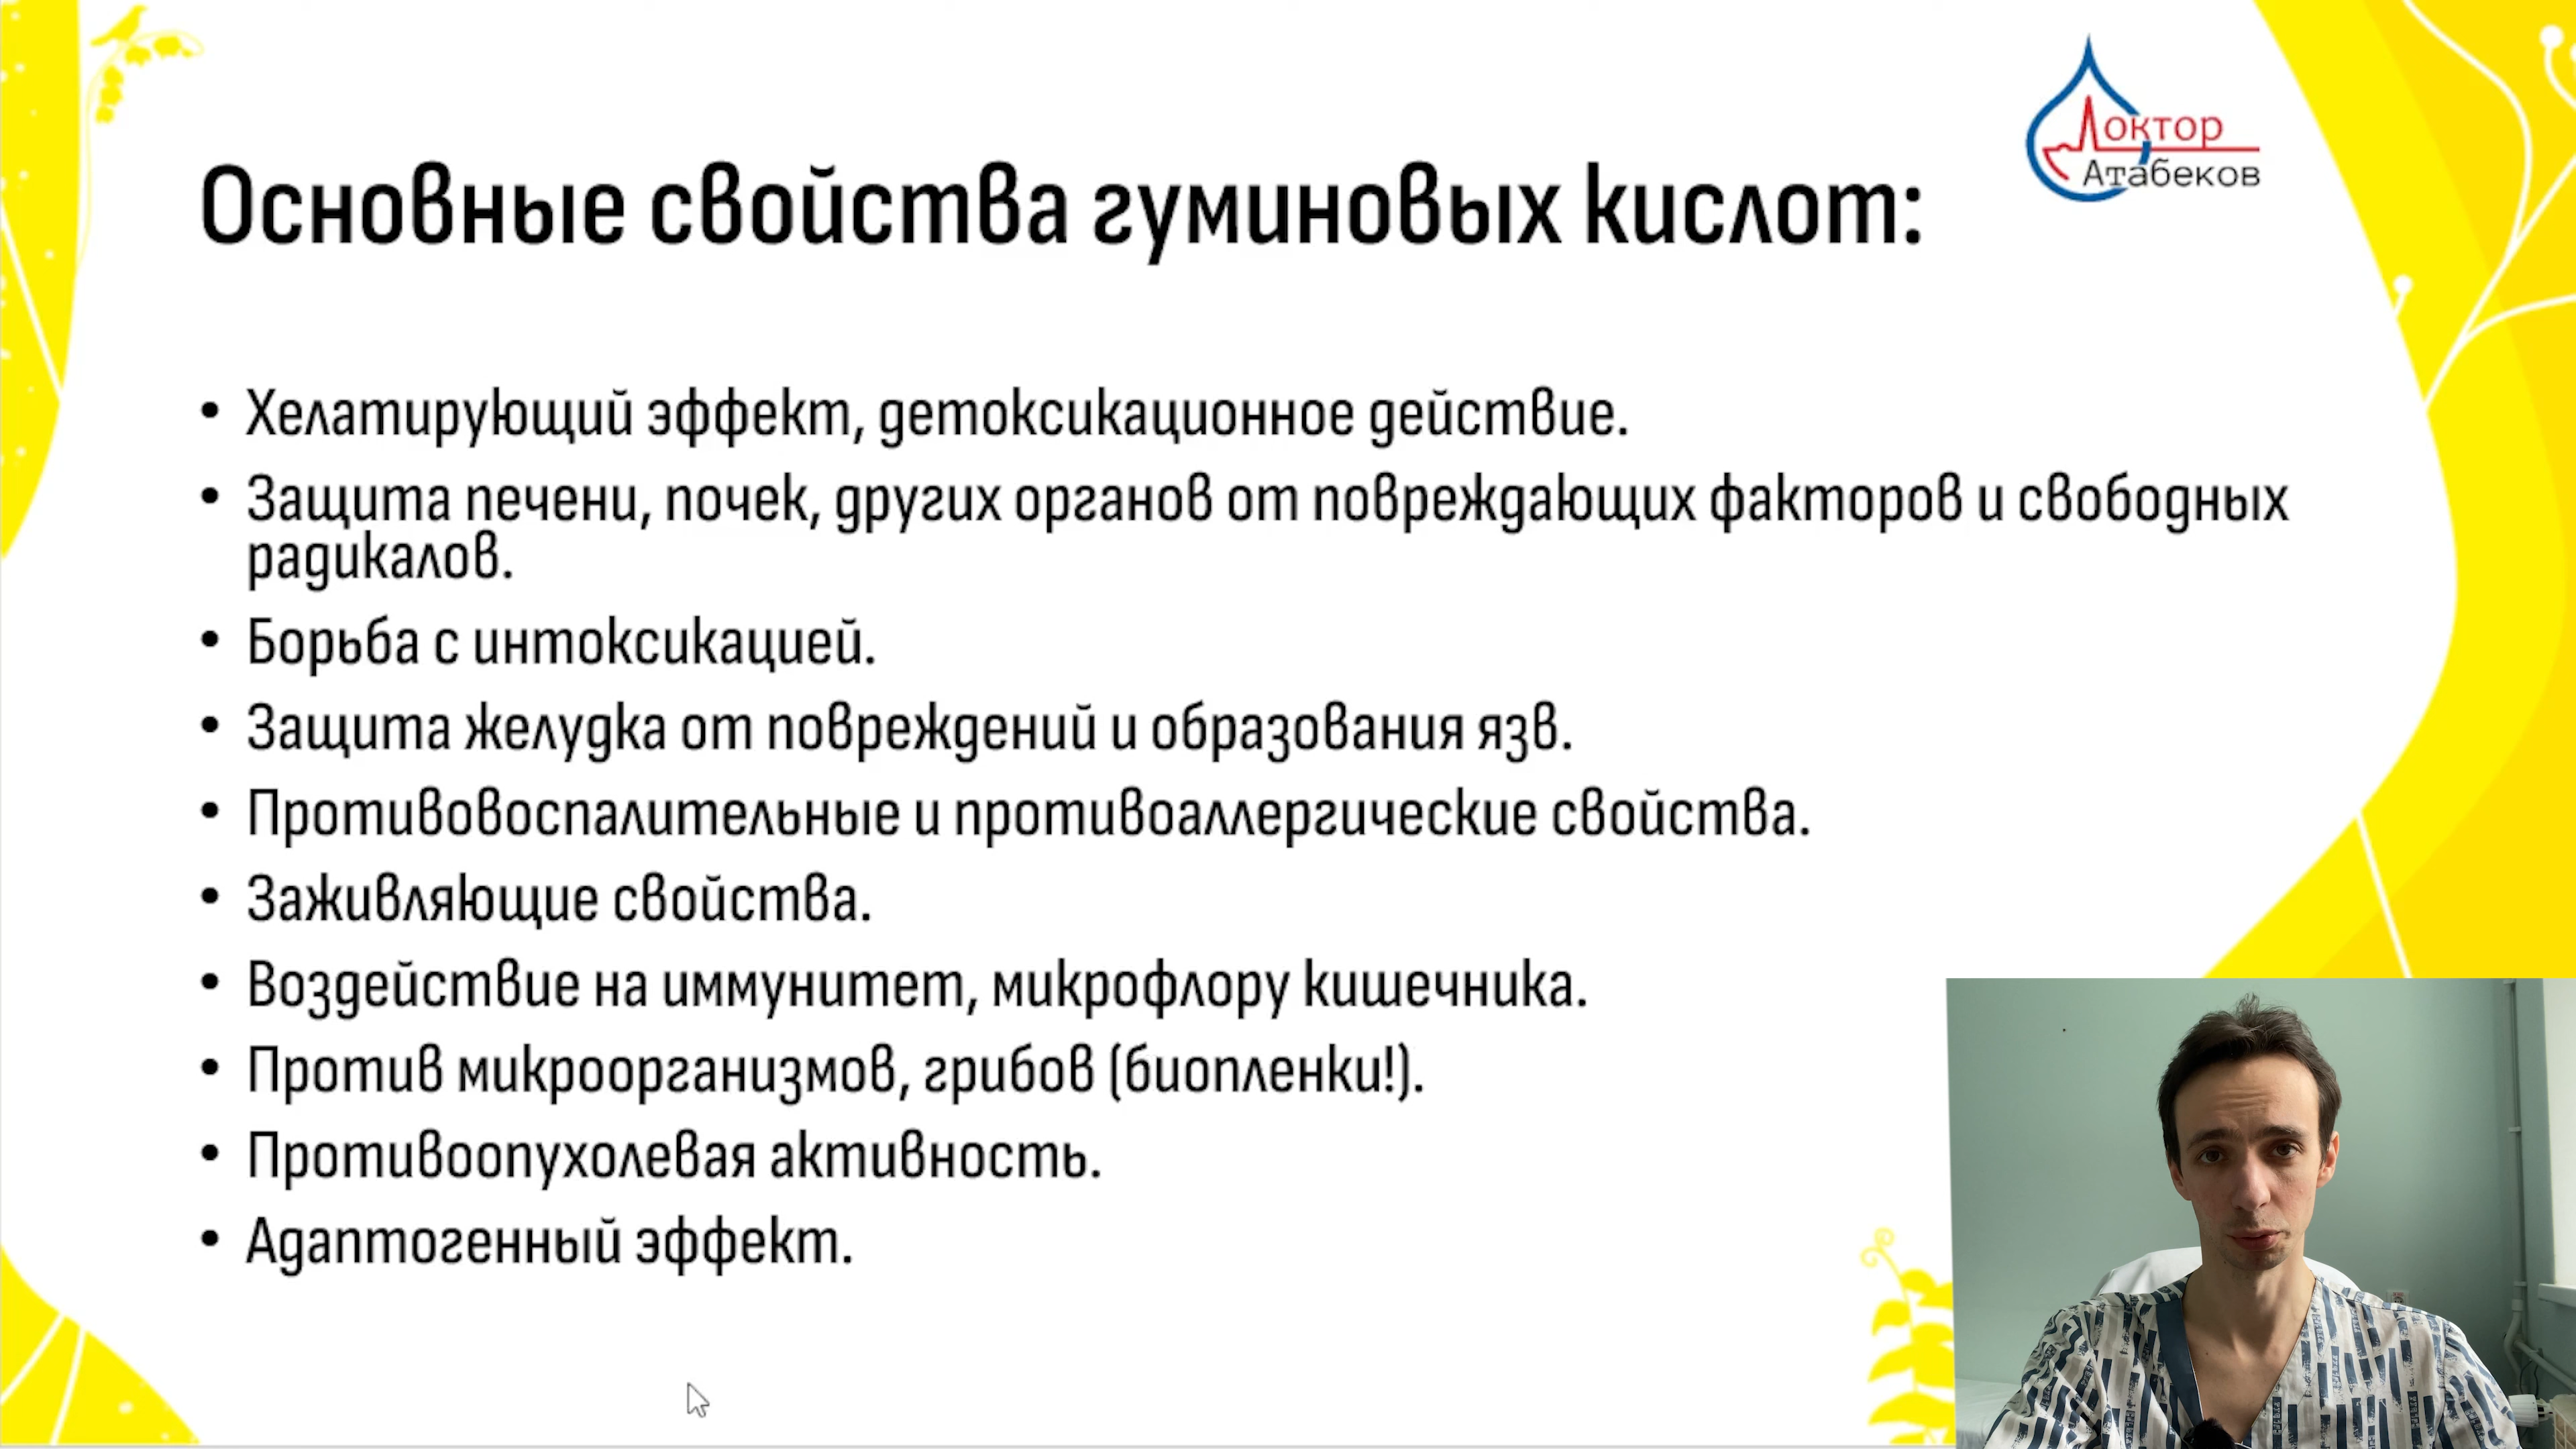 Доктор
Атабеков
Основные свойства гуминовых кислот:
• Хелатирующий эффект, детоксикационное действие.
• Защита печени, почек, других органов от повреждающих факторов и свободных
радикалов.
• Борьба с интоксикацией.
• Защита желудка от повреждений и образования язв.
• Противовоспалительные и противоаллергические свойства.
• Заживляющие свойства.
• Воздействие на иммунитет, микрофлору кишечника.
• Против микроорганизмов, грибов (биопленки!).
• Противоопухолевая активность.
• Адаптогенный эффект.